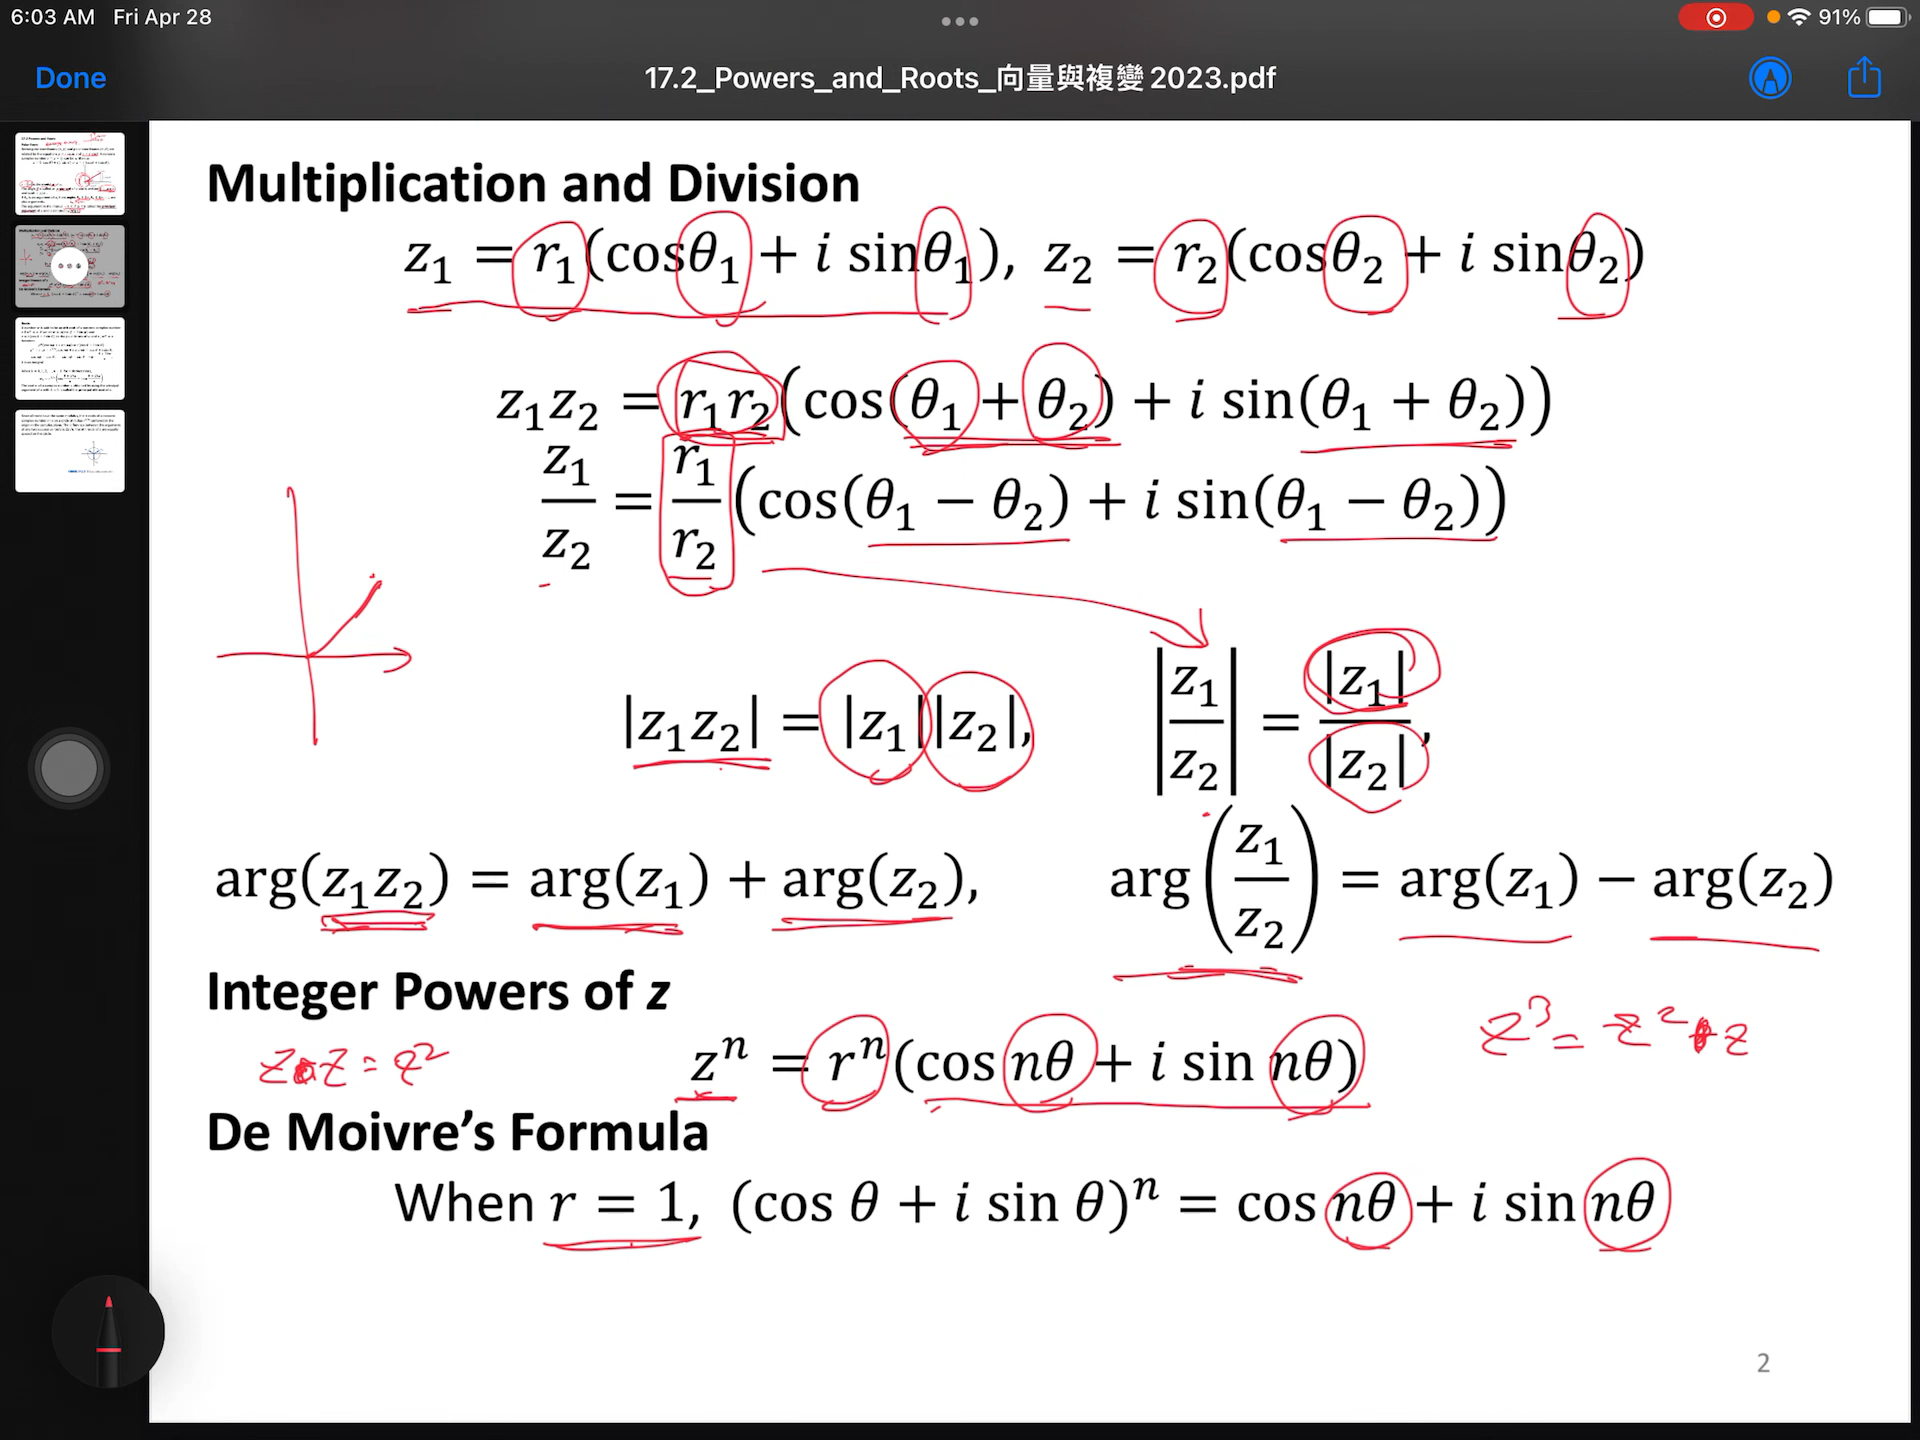 6:03 AM Fri Apr 28
91%
Done
17.2_Powers_and_Roots_向量與複變 2023.pdf
Multiplication and Division
z₁ = r₁(cosθ₁ + i sinθ₁), z₂ = r₂(cosθ₂ + i sinθ₂)
z₁z₂ = r₁r₂(cos(θ₁ + θ₂) + i sin(θ₁ + θ₂))
z₁/z₂ = r₁/r₂ (cos(θ₁ − θ₂) + i sin(θ₁ − θ₂))
|z₁z₂| = |z₁||z₂|, |z₁/z₂| = |z₁|/|z₂|,
arg(z₁z₂) = arg(z₁) + arg(z₂), arg(z₁/z₂) = arg(z₁) − arg(z₂)
Integer Powers of z
z³ = z² · z
z · z = z²
zⁿ = rⁿ(cos nθ + i sin nθ)
De Moivre’s Formula
When r = 1, (cos θ + i sin θ)ⁿ = cos nθ + i sin nθ
2